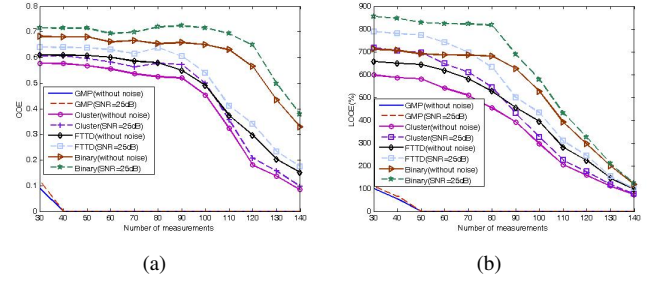 0.8
0.7
0.6
0.5
0.4
0.3
0.2
0.1
0
QOE
GMP(without noise)
GMP(SNR=25dB)
Cluster(without noise)
Cluster(SNR=25dB)
FTTD(without noise)
FTTD(SNR=25dB)
Binary(without noise)
Binary(SNR=25dB)
30 40 50 60 70 80 90 100 110 120 130 140
Number of measurements
(a)
900
800
700
600
500
400
300
200
100
0
LOQE(%)
GMP(without noise)
GMP(SNR=25dB)
Cluster(without noise)
Cluster(SNR=25dB)
FTTD(without noise)
FTTD(SNR=25dB)
Binary(without noise)
Binary(SNR=25dB)
30 40 50 60 70 80 90 100 110 120 130 140
Number of measurements
(b)